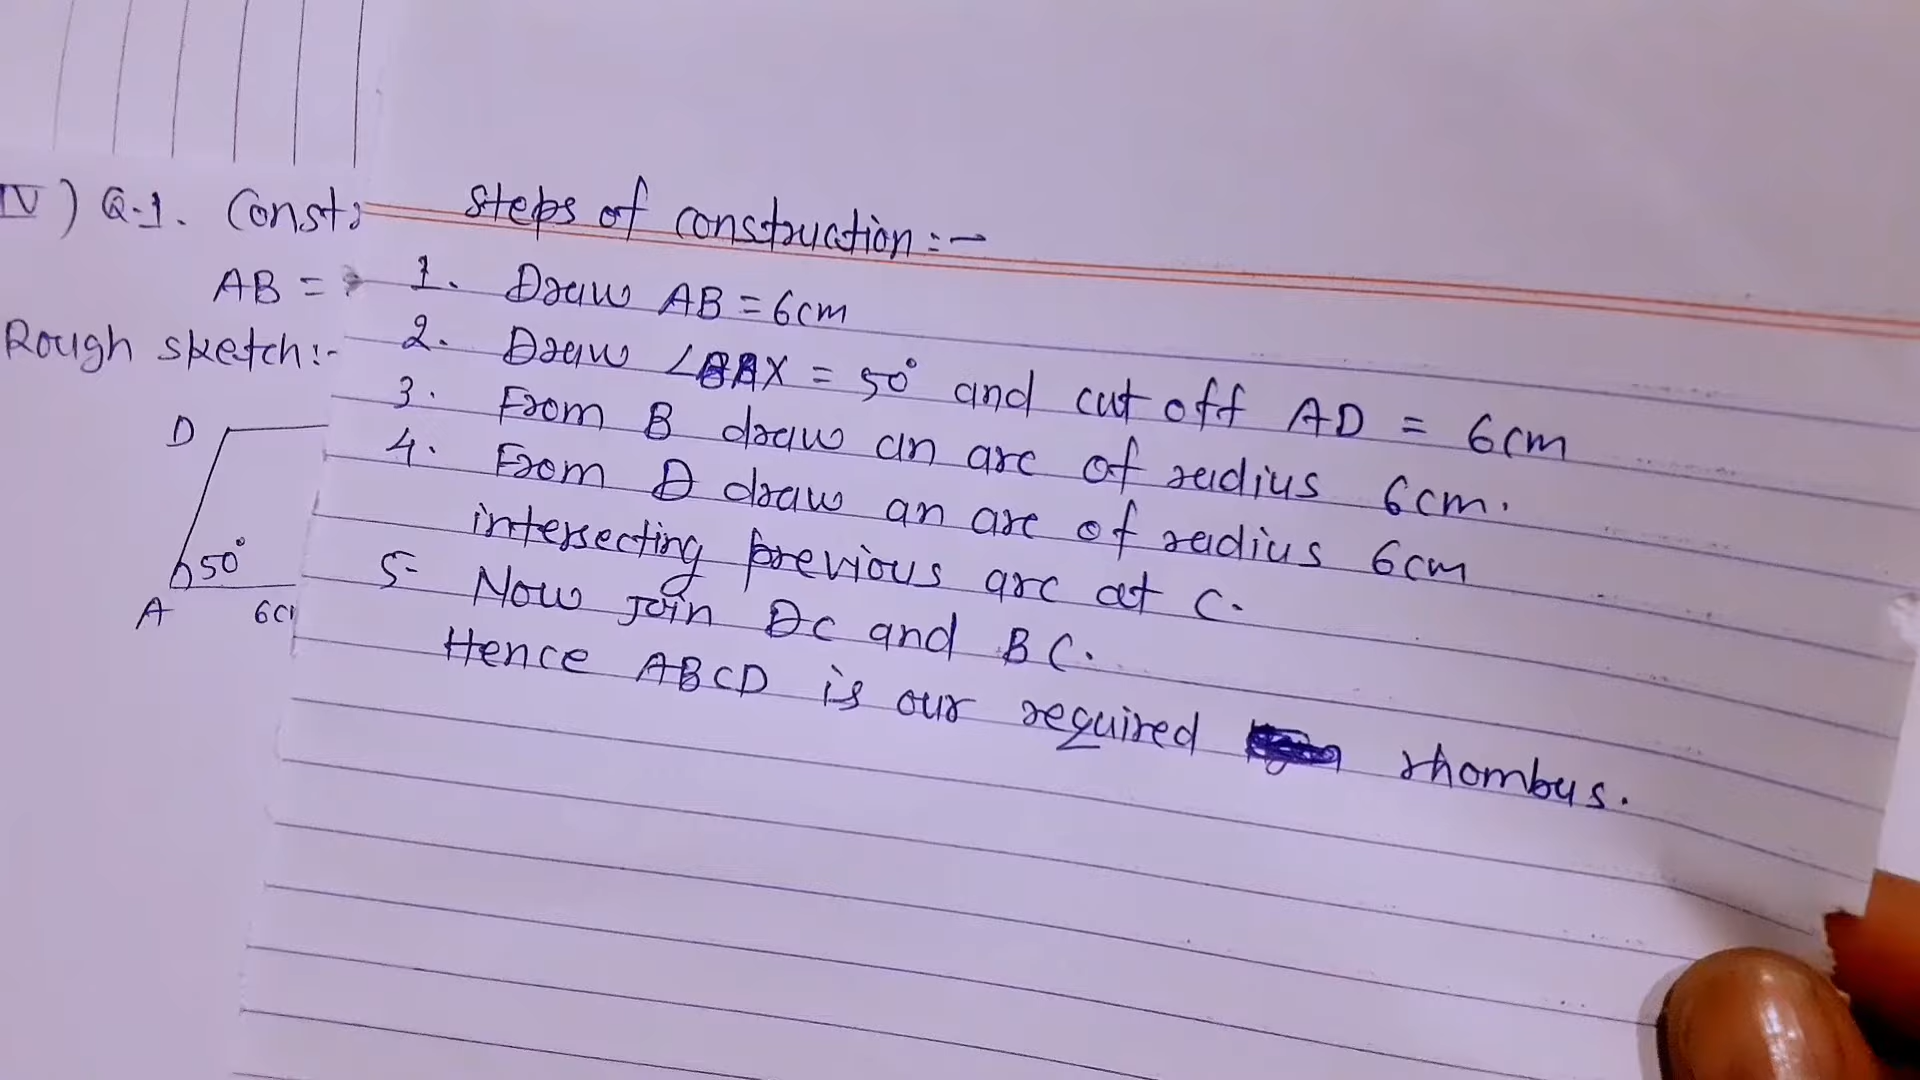 IV) Q.1. Const
AB =
Rough sketch:-
D
50°
A 6c
Steps of construction:-
1. Draw AB = 6cm
2. Draw ∠BAX = 50° and cut off AD = 6cm
3. From B draw an arc of radius 6cm.
4. From D draw an arc of radius 6cm
intersecting previous arc at C.
5- Now Join DC and BC.
Hence ABCD is our required rhombus.